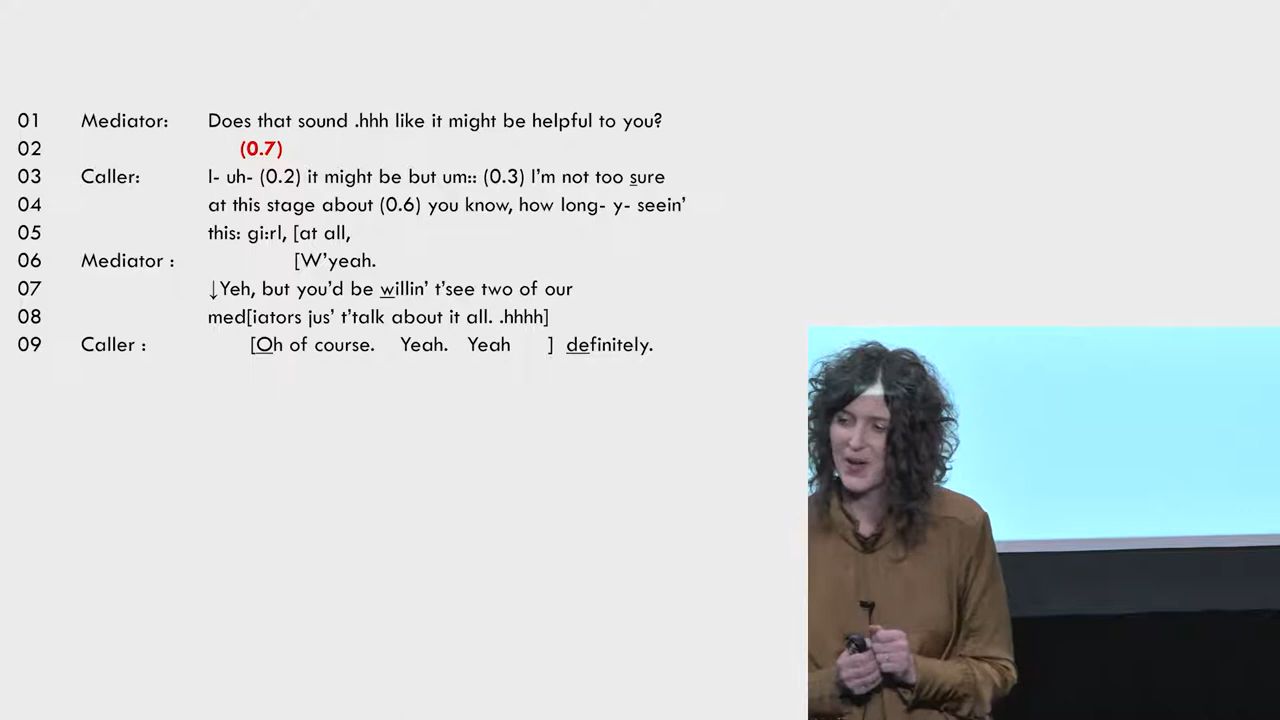 01 Mediator: Does that sound .hhh like it might be helpful to you?
02 (0.7)
03 Caller: I- uh- (0.2) it might be but um:: (0.3) I'm not too sure
04 at this stage about (0.6) you know, how long- y- seein'
05 this: gi:rl, [at all,
06 Mediator : [W'yeah.
07 ↓Yeh, but you'd be willin' t'see two of our
08 med[iators jus' t'talk about it all. .hhhh]
09 Caller : [Oh of course. Yeah. Yeah ] definitely.